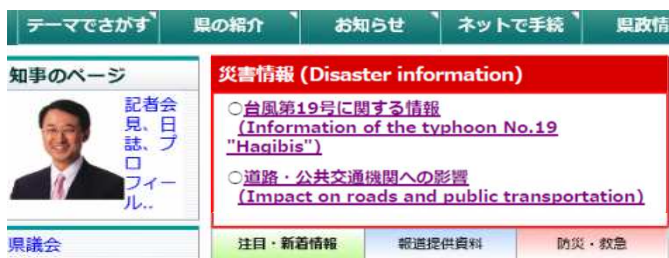 テーマでさがす 県の紹介 お知らせ ネットで手続 県政情
知事のページ
記者会
見、日
誌、プ
ロ
フィー
ル..
県議会
災害情報 (Disaster information)
○台風第19号に関する情報
(Information of the typhoon No.19
"Hagibis")
○道路・公共交通機関への影響
(Impact on roads and public transportation)
注目・新着情報 報道提供資料 防災・救急